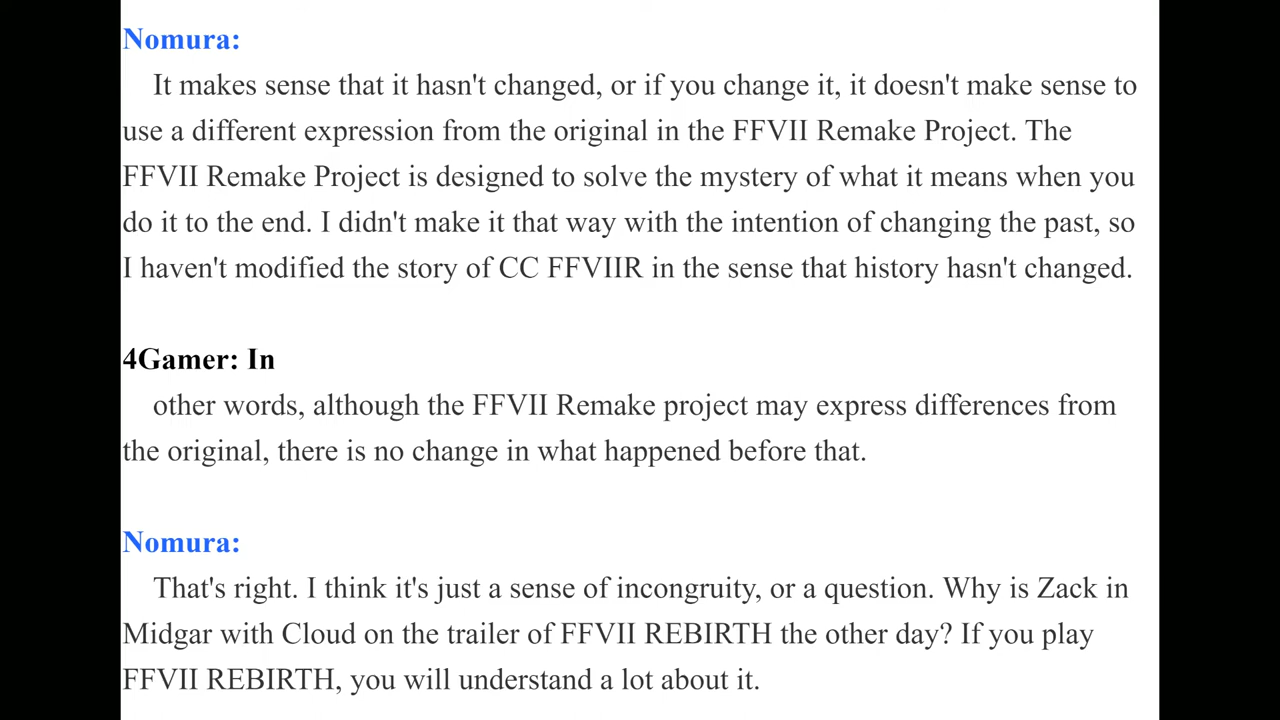 Nomura:
It makes sense that it hasn't changed, or if you change it, it doesn't make sense to
use a different expression from the original in the FFVII Remake Project. The
FFVII Remake Project is designed to solve the mystery of what it means when you
do it to the end. I didn't make it that way with the intention of changing the past, so
I haven't modified the story of CC FFVIIR in the sense that history hasn't changed.
4Gamer: In
other words, although the FFVII Remake project may express differences from
the original, there is no change in what happened before that.
Nomura:
That's right. I think it's just a sense of incongruity, or a question. Why is Zack in
Midgar with Cloud on the trailer of FFVII REBIRTH the other day? If you play
FFVII REBIRTH, you will understand a lot about it.